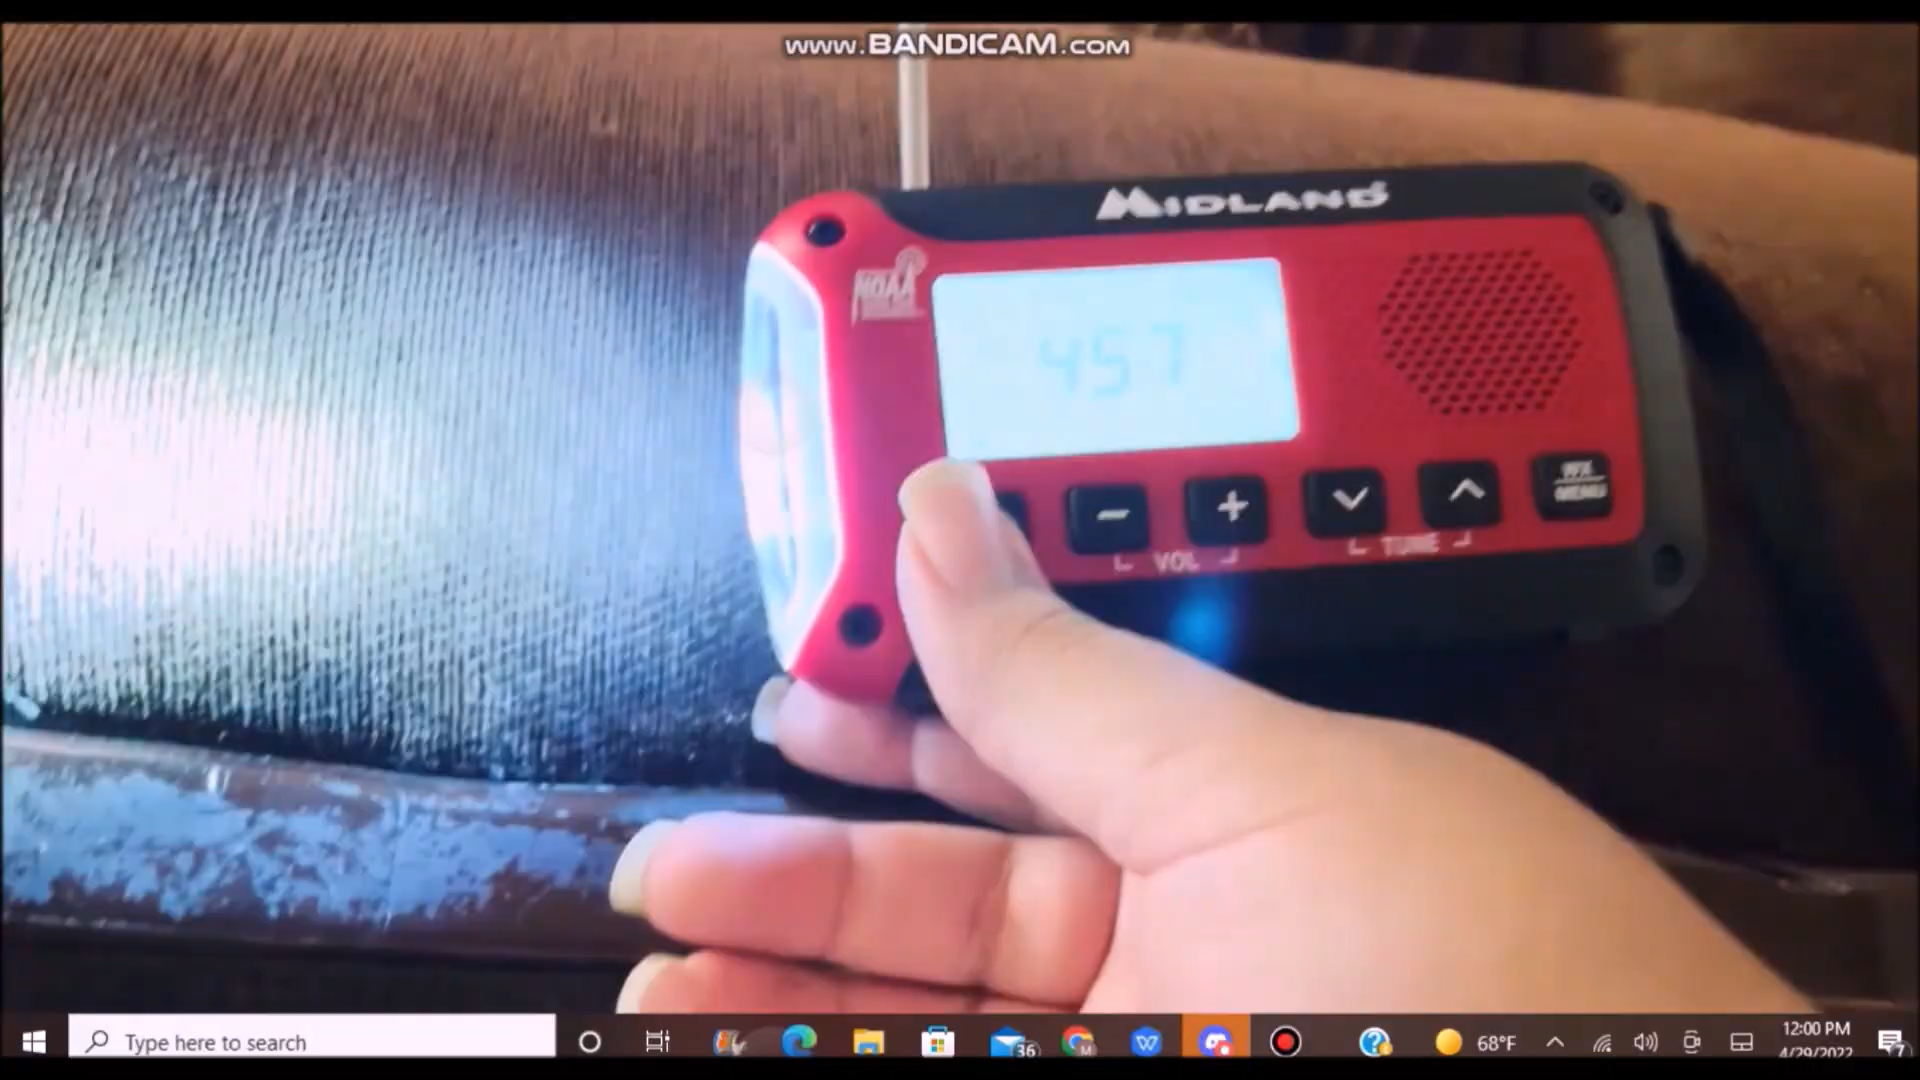 www.BANDICAM.com
MIDLAND
NOAA
457
VOL
TUNE
WX
MENU
Type here to search
36
M
W
68°F
12:00 PM
4/29/2022
7